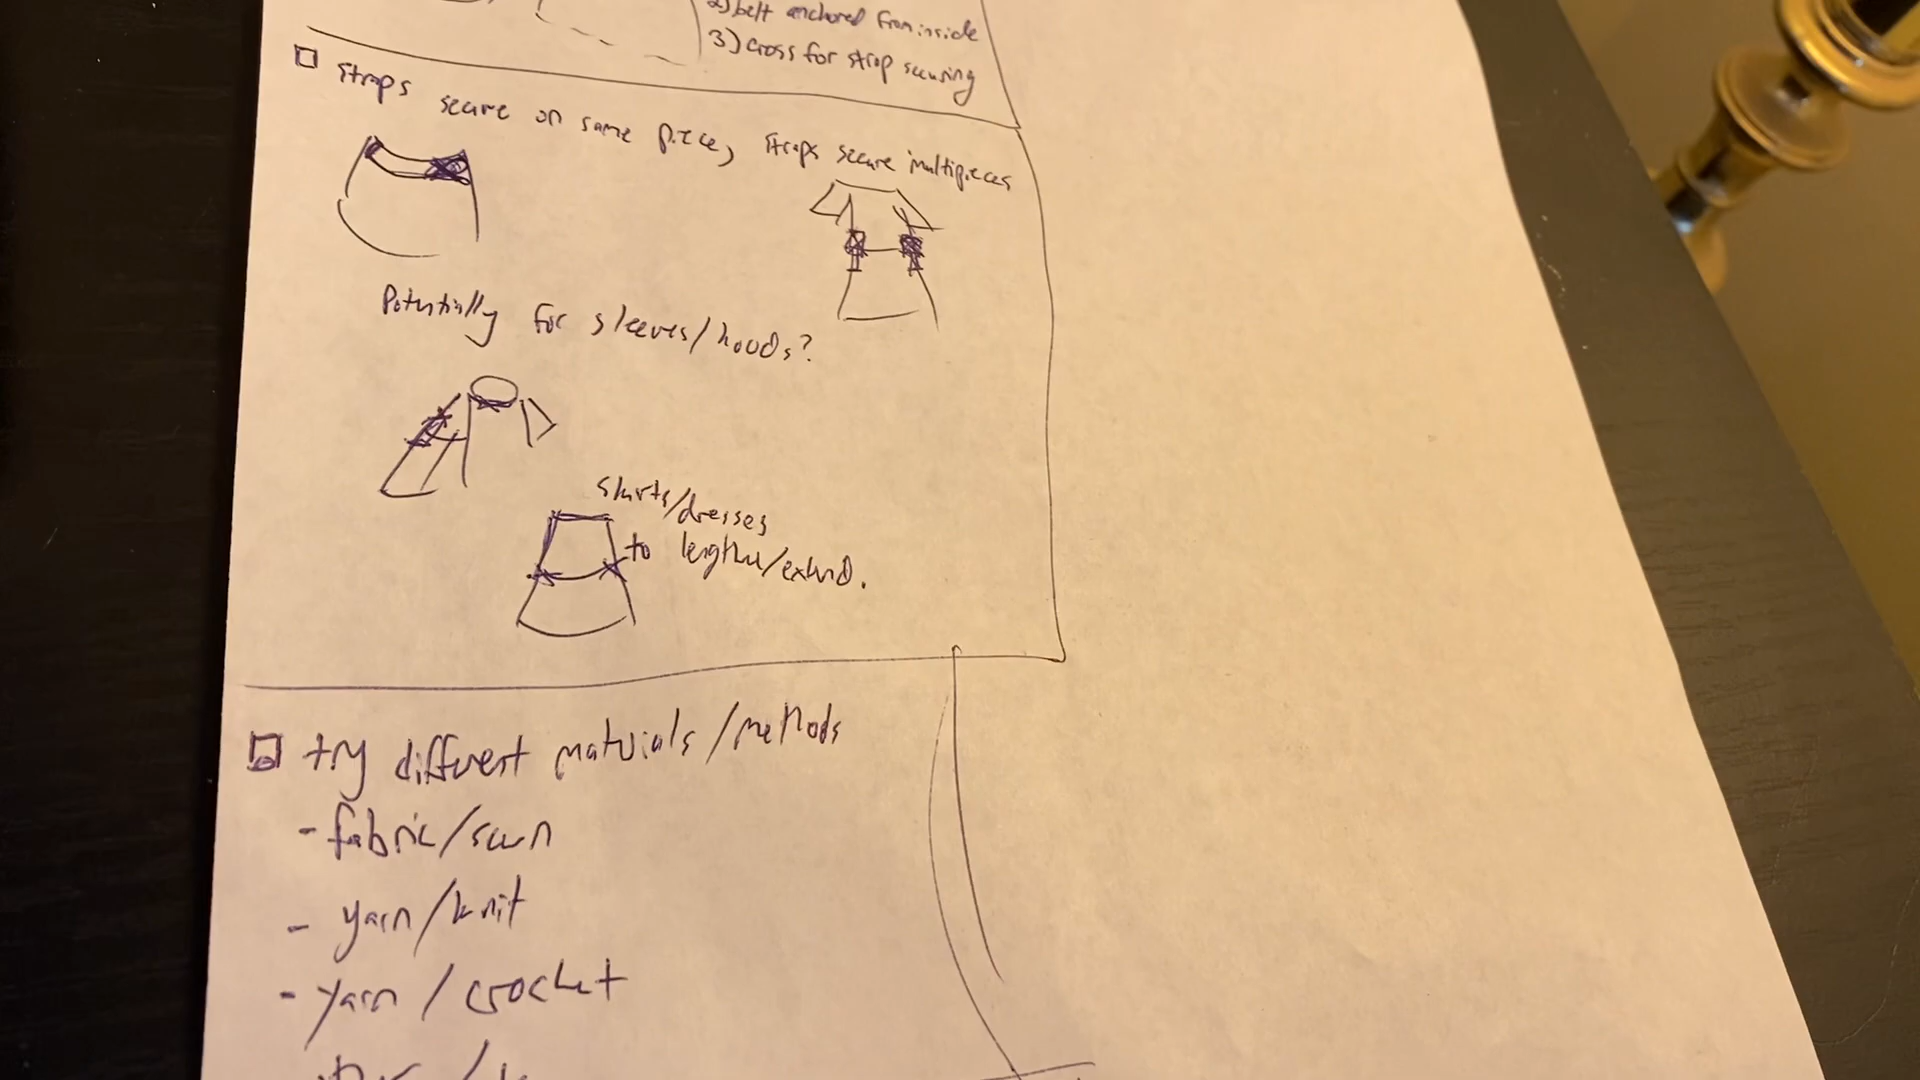 2) belt anchored from inside
3) cross for strap securing
straps secure on same piece, straps secure multipieces
Potentially for sleeves/hoods?
skirts/dresses
to lengthen/extend.
try different materials/methods
- fabric/sewn
- yarn/knit
- yarn/crochet